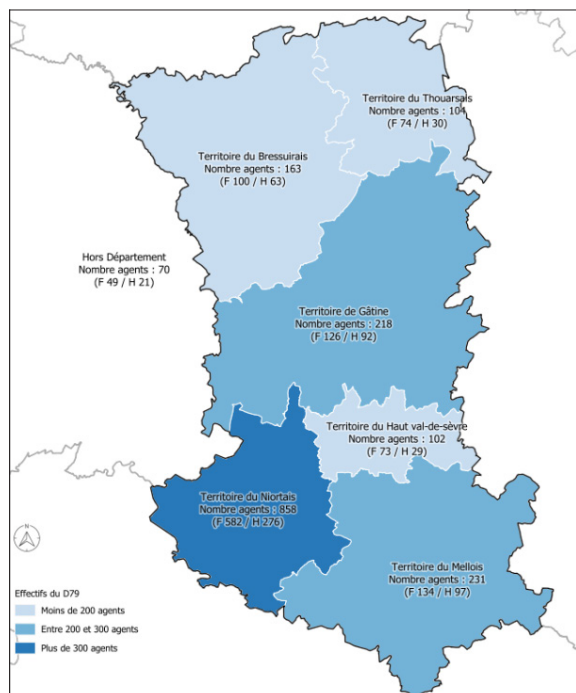 Territoire du Thouarsais
Nombre agents : 104
(F 74 / H 30)
Territoire du Bressuirais
Nombre agents : 163
(F 100 / H 63)
Hors Département
Nombre agents : 70
(F 49 / H 21)
Territoire de Gâtine
Nombre agents : 218
(F 126 / H 92)
Territoire du Haut val-de-sèvre
Nombre agents : 102
(F 73 / H 29)
Territoire du Niortais
Nombre agents : 858
(F 582 / H 276)
Territoire du Mellois
Nombre agents : 231
(F 134 / H 97)
N
Effectifs du D79
Moins de 200 agents
Entre 200 et 300 agents
Plus de 300 agents